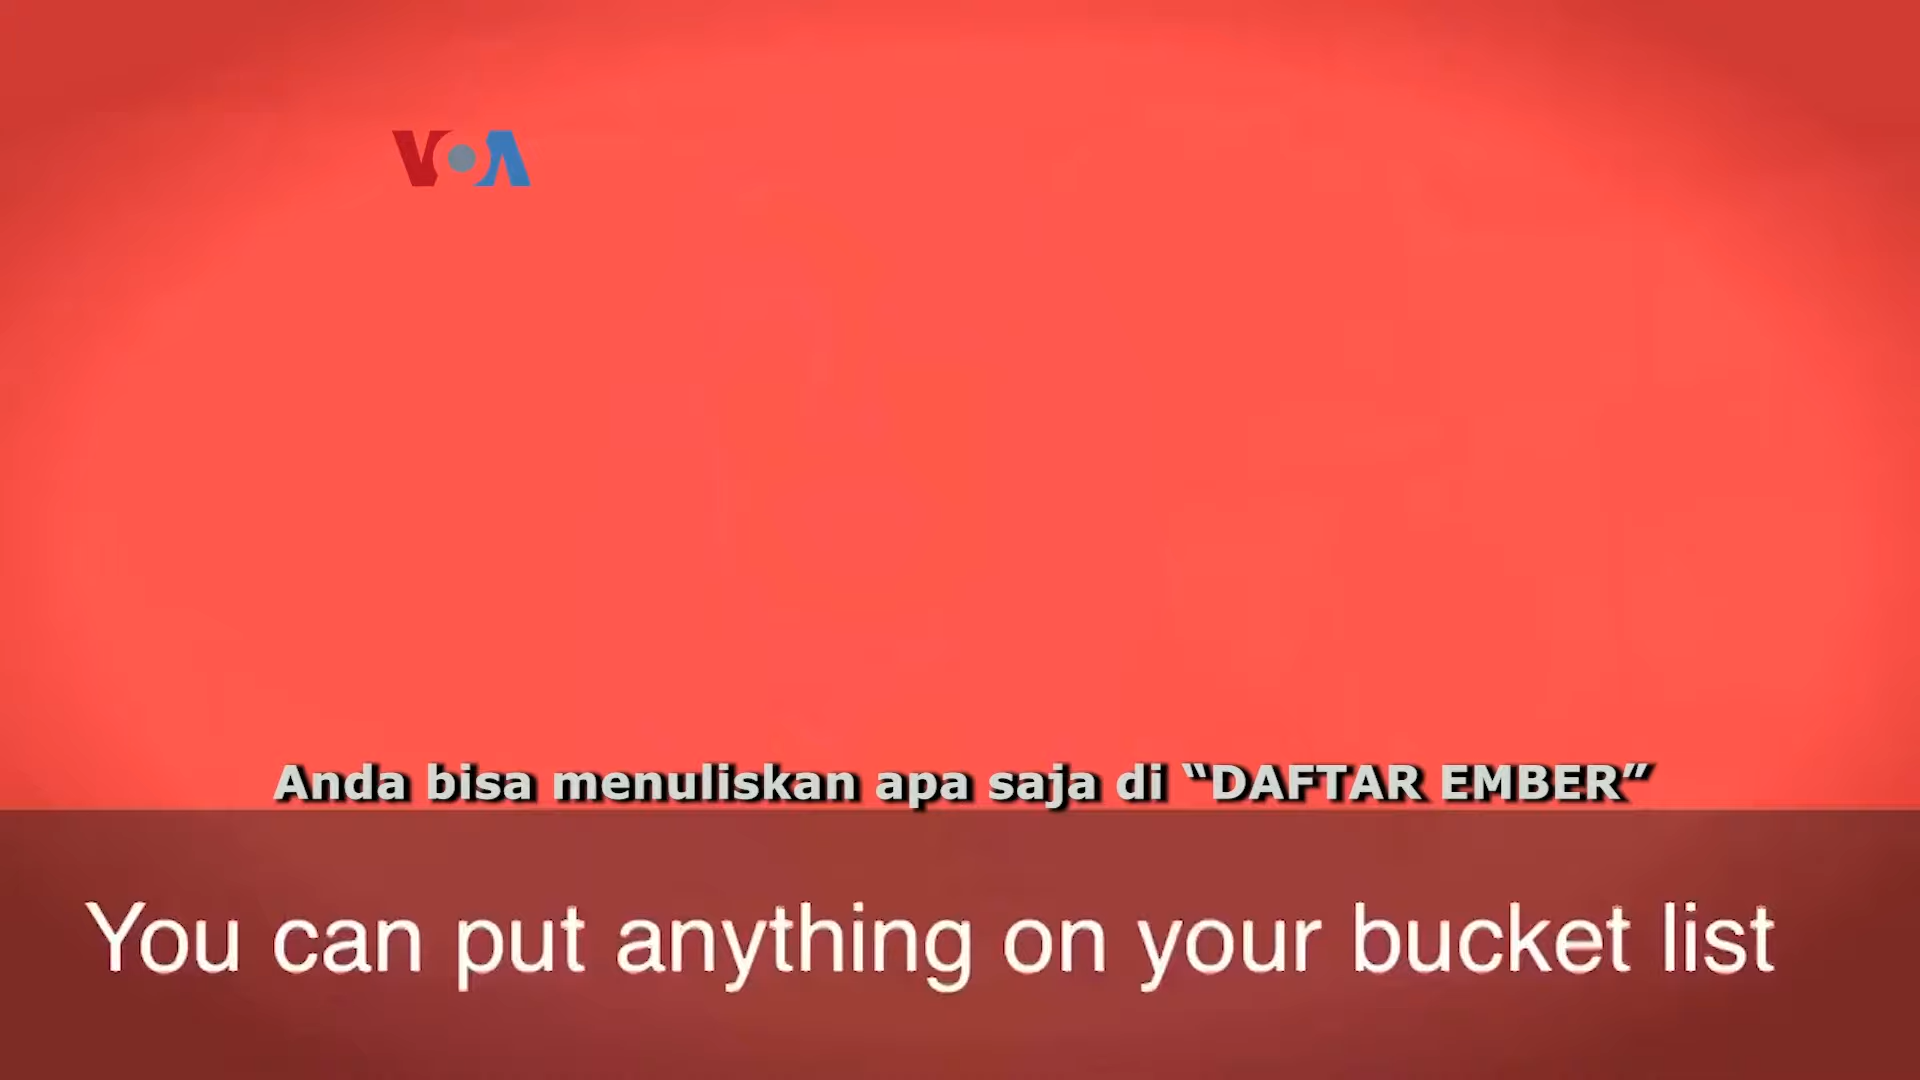 VOA
Anda bisa menuliskan apa saja di “DAFTAR EMBER”
You can put anything on your bucket list